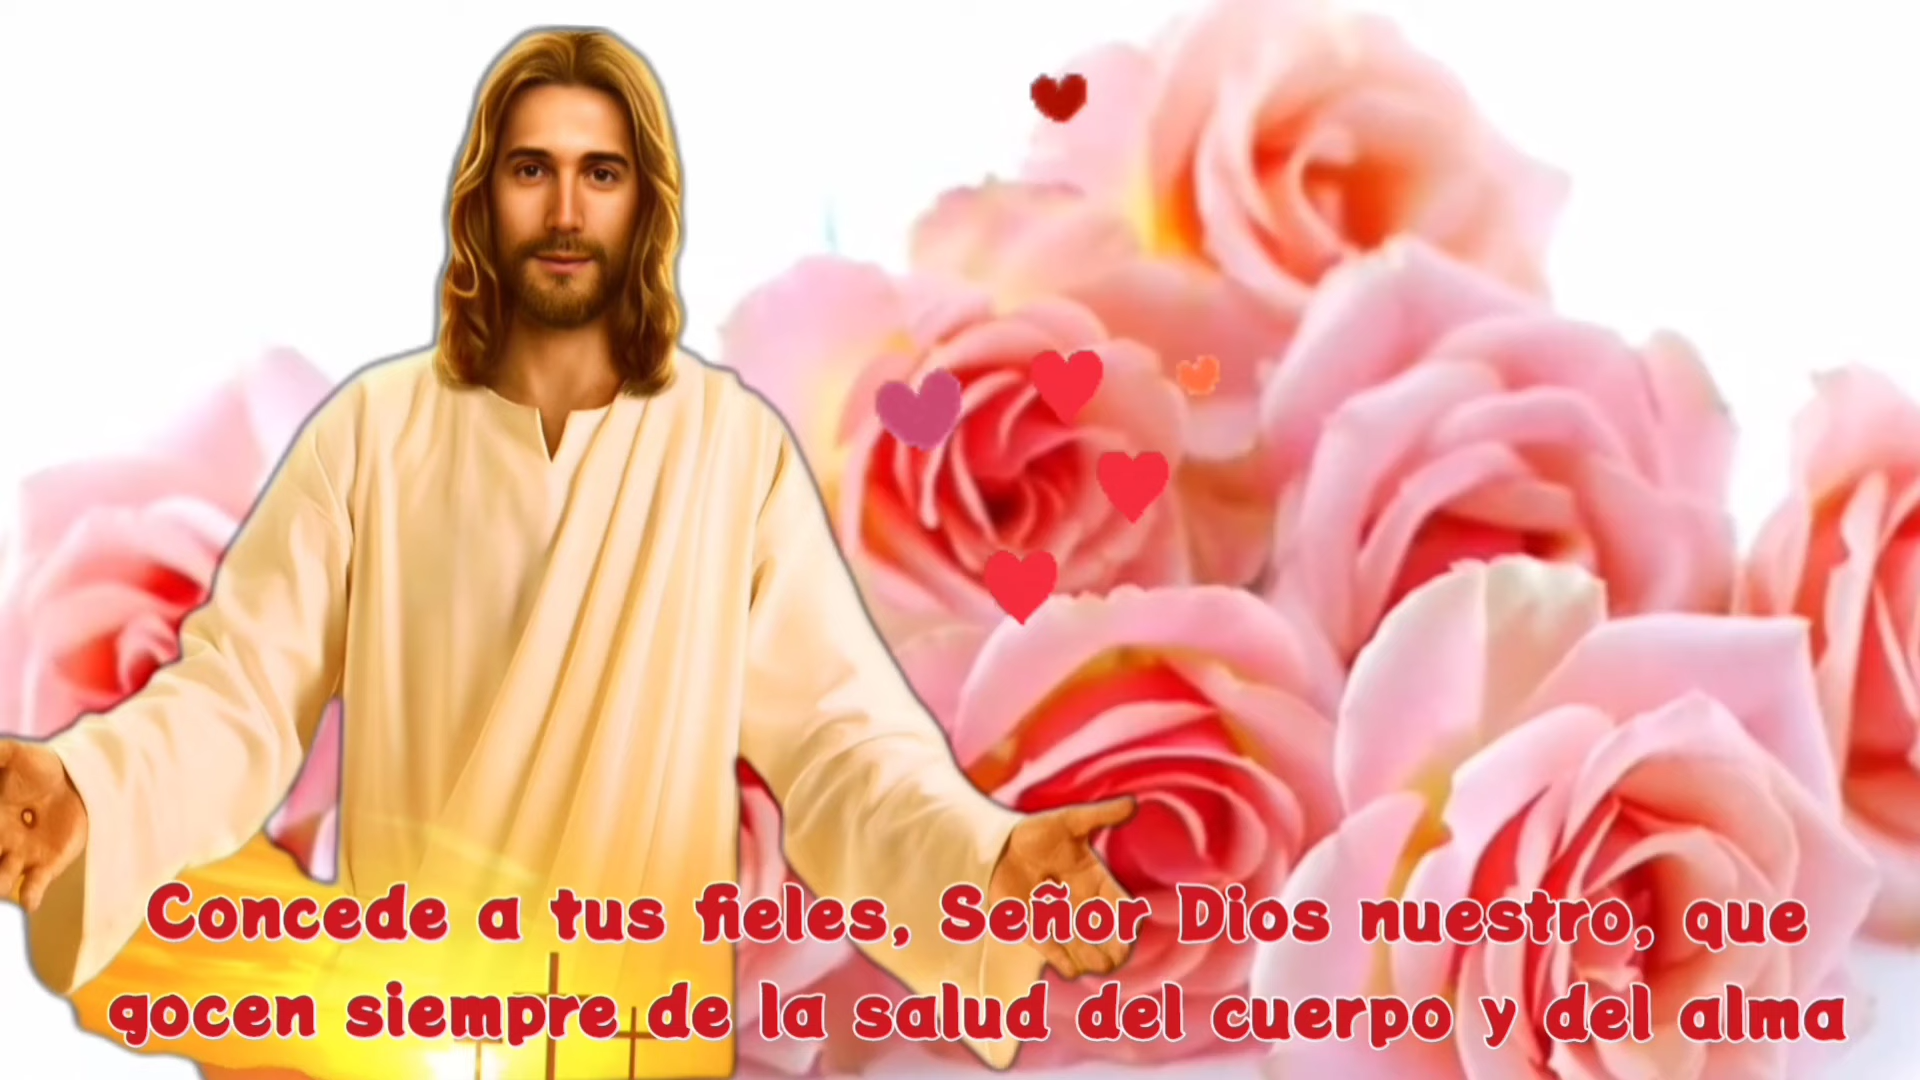 Concede a tus fieles, Señor Dios nuestro, que
gocen siempre de la salud del cuerpo y del alma